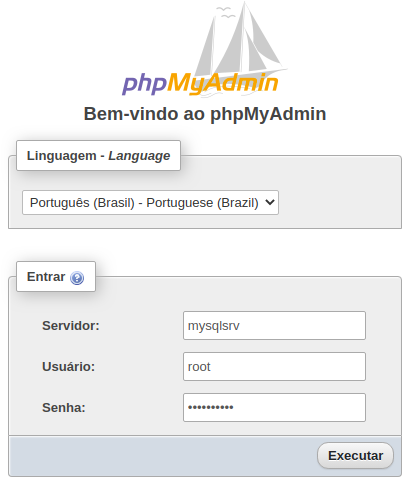 phpMyAdmin
Bem-vindo ao phpMyAdmin
Linguagem - Language
Português (Brasil) - Portuguese (Brazil)
Entrar
Servidor: mysqlsrv
Usuário: root
Senha: ••••••••••
Executar